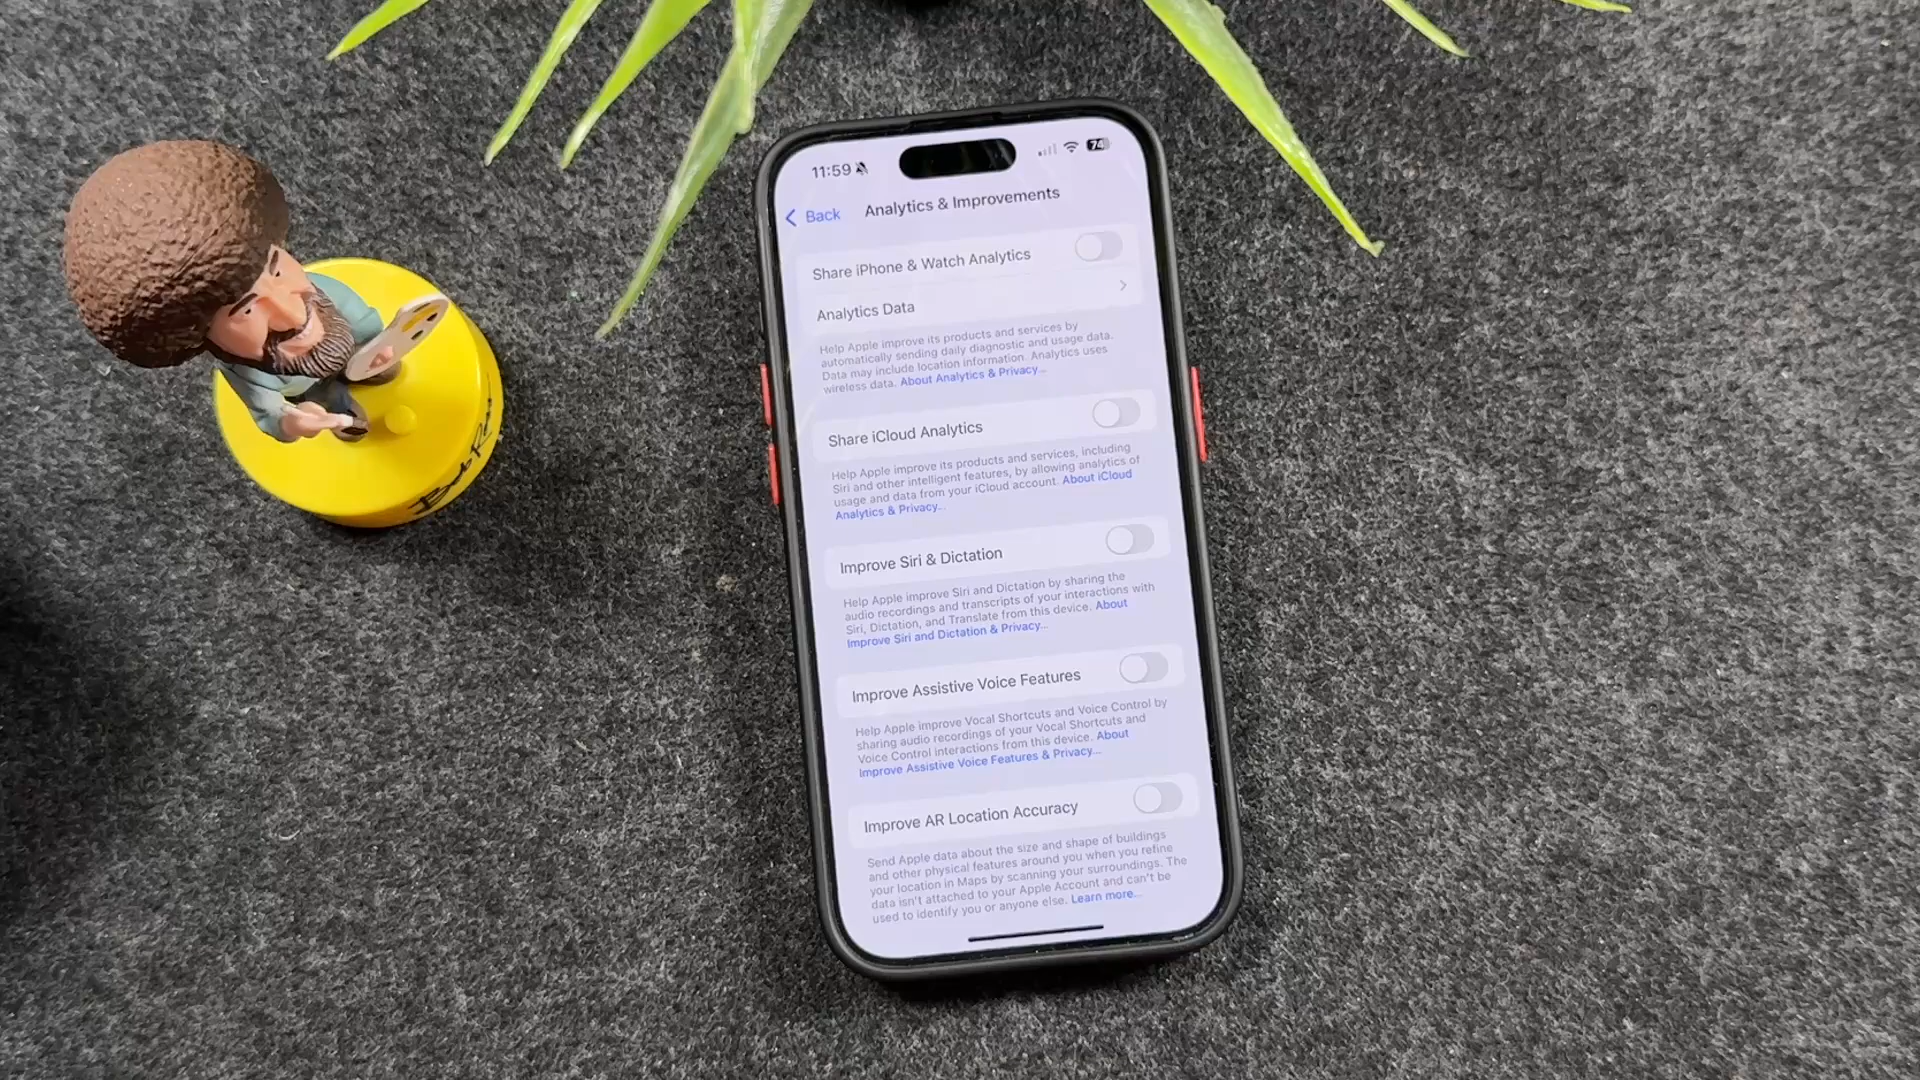 11:59
74
Back
Analytics & Improvements
Share iPhone & Watch Analytics
Analytics Data
Help Apple improve its products and services by
automatically sending daily diagnostic and usage data.
Data may include location information. Analytics uses
wireless data. About Analytics & Privacy...
Share iCloud Analytics
Help Apple improve its products and services, including
Siri and other intelligent features, by allowing analytics of
usage and data from your iCloud account. About iCloud
Analytics & Privacy...
Improve Siri & Dictation
Help Apple improve Siri and Dictation by sharing the
audio recordings and transcripts of your interactions with
Siri, Dictation, and Translate from this device. About
Improve Siri and Dictation & Privacy...
Improve Assistive Voice Features
Help Apple improve Vocal Shortcuts and Voice Control by
sharing audio recordings of your Vocal Shortcuts and
Voice Control interactions from this device. About
Improve Assistive Voice Features & Privacy...
Improve AR Location Accuracy
Send Apple data about the size and shape of buildings
and other physical features around you when you refine
your location in Maps by scanning your surroundings. The
data isn't attached to your Apple Account and can't be
used to identify you or anyone else. Learn more...
Bob Ross